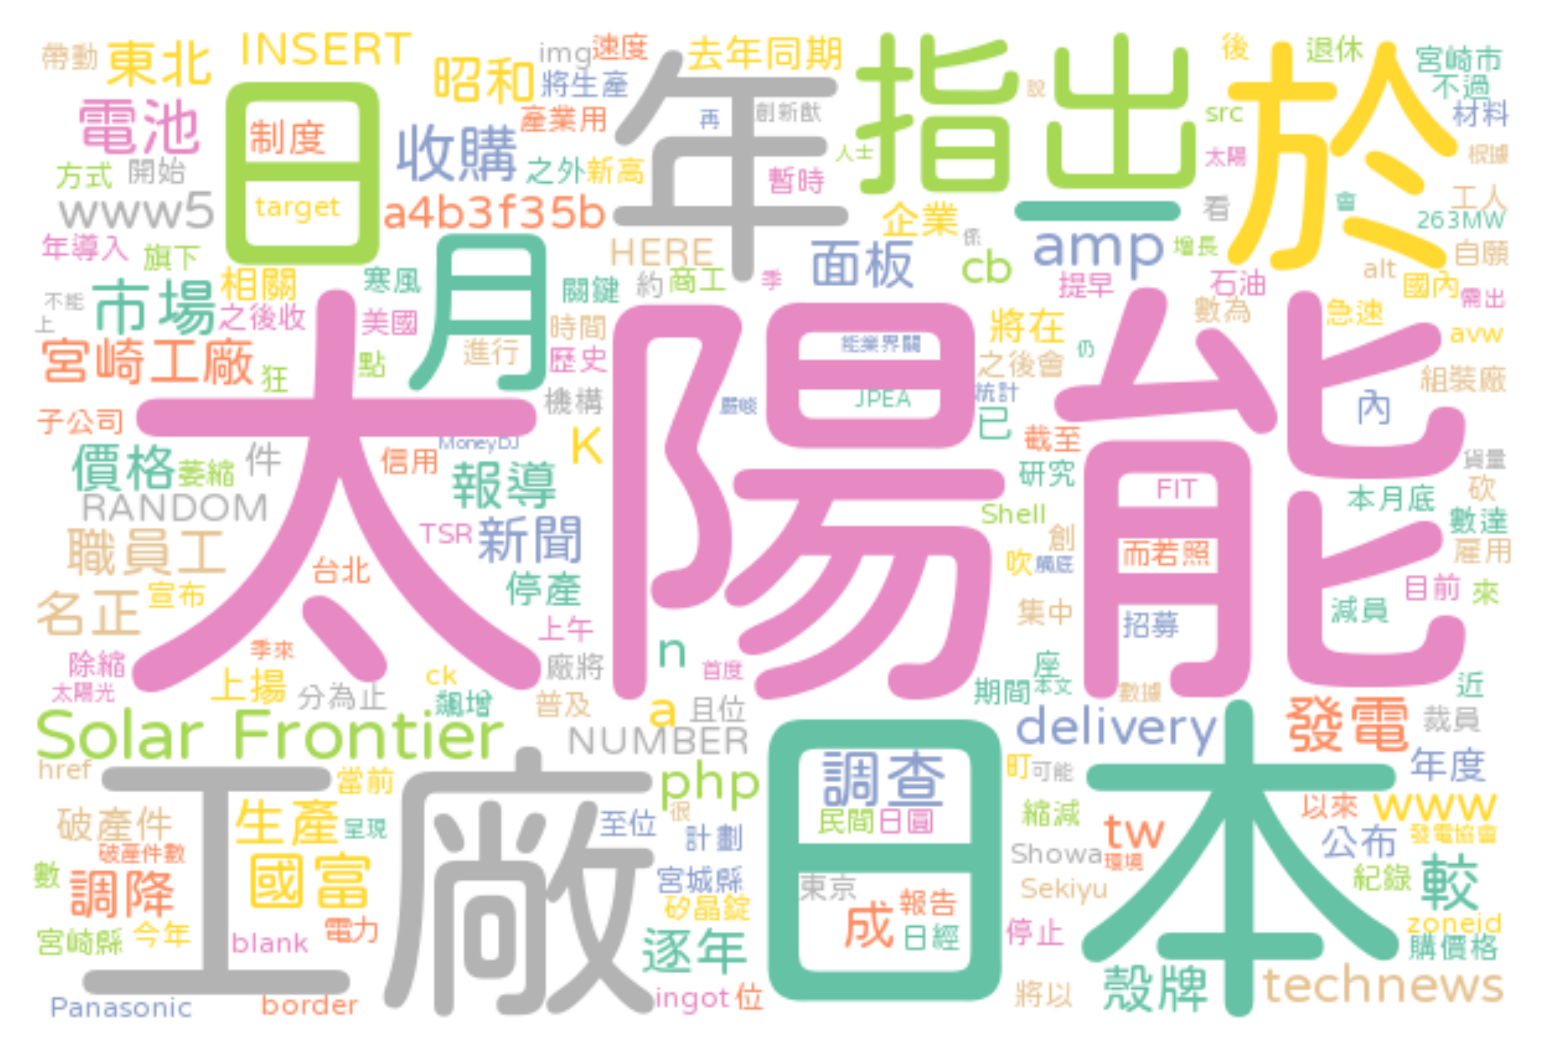 帶動
東北
INSERT
昭和
img
速度
去年同期
指出
後
退休
宮崎市
於
年
日
將生產
不過
電池
制度
收購
產業用
再
創新猷
說
src
材料
人士
太陽
根據
方式
開始
之外
新高
暫時
www5
target
a4b3f35b
企業
看
會
工人
263MW
年導入
旗下
HERE
面板
係
cb
amp
增長
自願
alt
月
相關
寒風
關鍵
約
商工
季
提早
石油
國內
需出
不能
上
市場
之後收
美國
時間
將在
數為
急速
avw
宮崎工廠
狂
點
進行
歷史
能業界關
之後會
仍
組裝廠
太陽能
子公司
機構
嚴峻
JPEA
統計
已
內
MoneyDJ
K
截至
價格
萎縮
件
信用
報導
研究
貨量
FIT
本月底
砍
RANDOM
TSR
新聞
Shell
創
數達
職員工
台北
吹
觸底
而若照
雇用
停產
名正
宣布
集中
招募
減員
目前
來
上午
季來
n
除縮
太陽光
上揚
分為止
ck
廠將
首度
座
期間
本文
數據
近
飆增
普及
a
且位
Solar Frontier
NUMBER
delivery
發電
裁員
href
當前
php
調查
町
可能
年度
工廠
日本
破產件
生產
呈現
至位
很
民間
日圓
縮減
以來
www
破產件數
計劃
tw
公布
發電協會
Showa
環境
數
調降
國富
宮城縣
東京
Sekiyu
紀錄
較
矽晶錠
成
報告
宮崎縣
今年
blank
電力
逐年
日經
停止
zoneid
購價格
Panasonic
border
ingot
位
將以
殼牌
technews